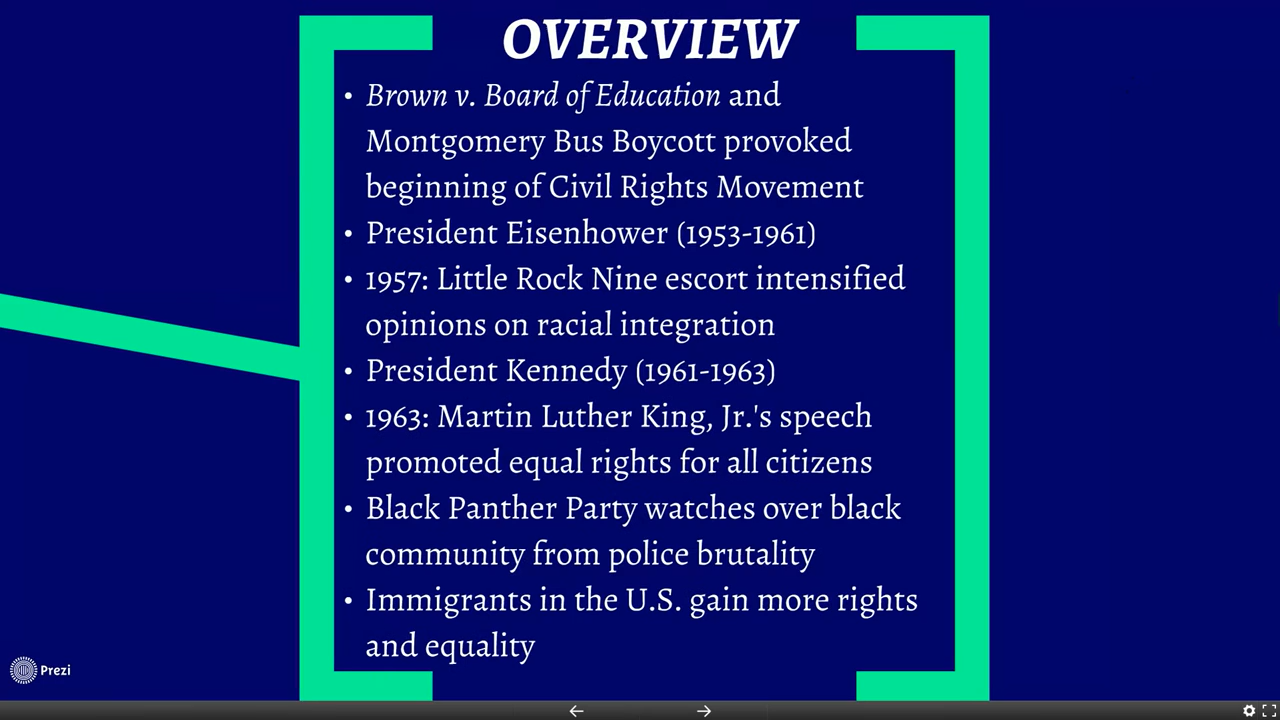 OVERVIEW
• Brown v. Board of Education and
Montgomery Bus Boycott provoked
beginning of Civil Rights Movement
• President Eisenhower (1953-1961)
• 1957: Little Rock Nine escort intensified
opinions on racial integration
• President Kennedy (1961-1963)
• 1963: Martin Luther King, Jr.'s speech
promoted equal rights for all citizens
• Black Panther Party watches over black
community from police brutality
• Immigrants in the U.S. gain more rights
and equality
Prezi